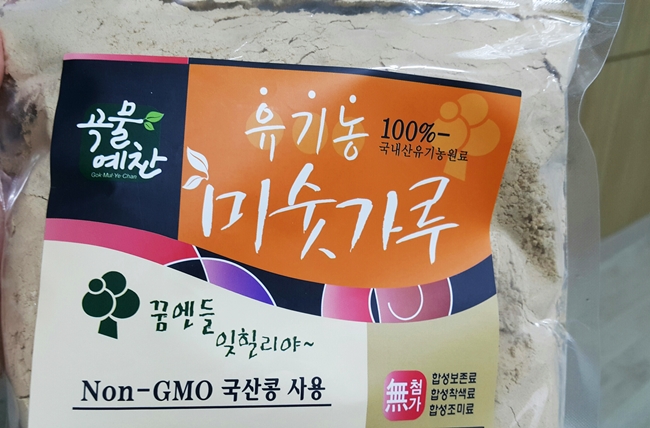 곡물
예찬
Gok·Mul·Ye·Chan
유기농
100%-
국내산유기농원료
미숫가루
꿈엔들
잊힐리야~
Non-GMO 국산콩 사용
無첨가
합성보존료
합성착색료
합성조미료